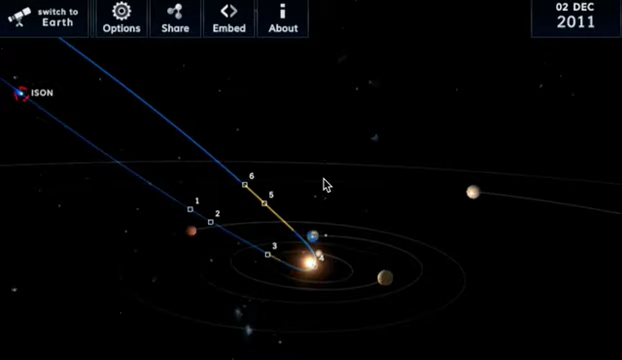 switch to
Earth
Options
Share
Embed
About
02 DEC
2011
ISON
6
5
1
2
3
4